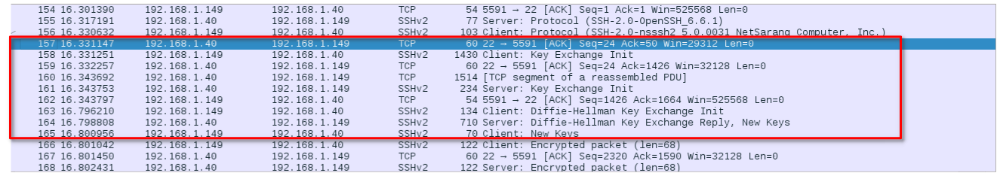 154 16.301390 192.168.1.149 192.168.1.40 TCP 54 5591 → 22 [ACK] Seq=1 Ack=1 Win=525568 Len=0
155 16.317191 192.168.1.40 192.168.1.149 SSHv2 77 Server: Protocol (SSH-2.0-OpenSSH_6.6.1)
156 16.330632 192.168.1.149 192.168.1.40 SSHv2 103 Client: Protocol (SSH-2.0-nsssh2 5.0.0031 NetSarang Computer, Inc.)
157 16.331147 192.168.1.40 192.168.1.149 TCP 60 22 → 5591 [ACK] Seq=24 Ack=50 Win=29312 Len=0
158 16.331251 192.168.1.149 192.168.1.40 SSHv2 1430 Client: Key Exchange Init
159 16.332257 192.168.1.40 192.168.1.149 TCP 60 22 → 5591 [ACK] Seq=24 Ack=1426 Win=32128 Len=0
160 16.343692 192.168.1.40 192.168.1.149 TCP 1514 [TCP segment of a reassembled PDU]
161 16.343753 192.168.1.40 192.168.1.149 SSHv2 234 Server: Key Exchange Init
162 16.343797 192.168.1.149 192.168.1.40 TCP 54 5591 → 22 [ACK] Seq=1426 Ack=1664 Win=525568 Len=0
163 16.796210 192.168.1.149 192.168.1.40 SSHv2 134 Client: Diffie-Hellman Key Exchange Init
164 16.798808 192.168.1.40 192.168.1.149 SSHv2 710 Server: Diffie-Hellman Key Exchange Reply, New Keys
165 16.800956 192.168.1.149 192.168.1.40 SSHv2 70 Client: New Keys
166 16.801042 192.168.1.149 192.168.1.40 SSHv2 122 Client: Encrypted packet (len=68)
167 16.801450 192.168.1.40 192.168.1.149 TCP 60 22 → 5591 [ACK] Seq=2320 Ack=1590 Win=32128 Len=0
168 16.802431 192.168.1.40 192.168.1.149 SSHv2 122 Server: Encrypted packet (len=68)